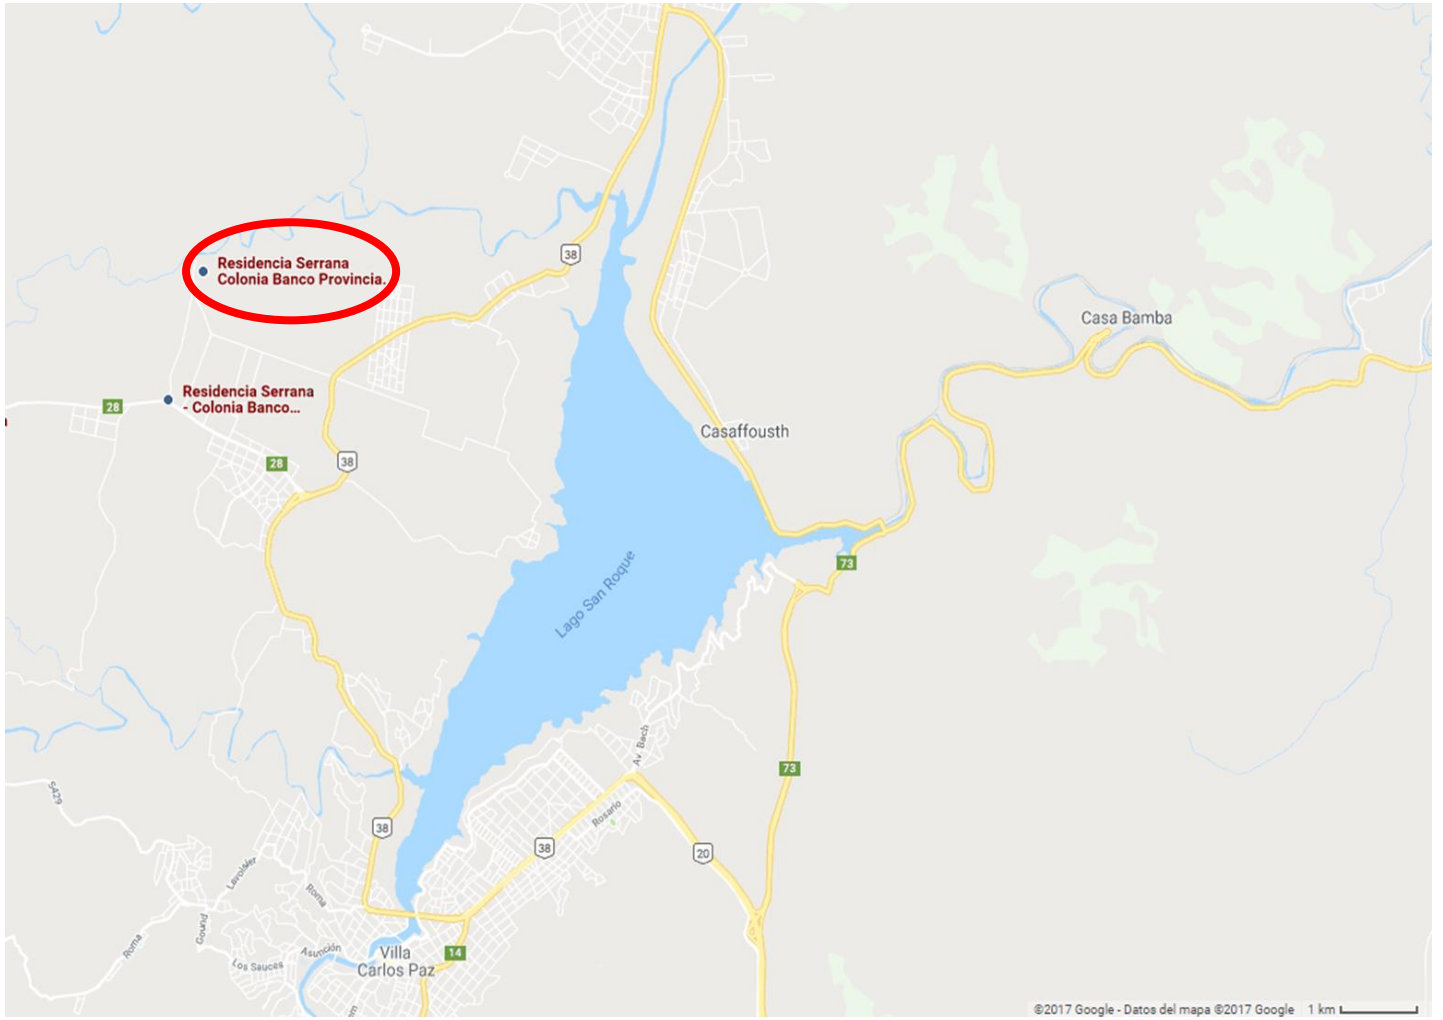 38
Residencia Serrana
Colonia Banco Provincia.
Casa Bamba
Residencia Serrana
- Colonia Banco...
28
Casaffousth
28
38
73
Lago San Roque
Av. Bach
73
S429
Rosario
38
38
20
Lavoisier
Roma
Gound
Roma
Asunción
Villa
Carlos Paz
14
Los Sauces
©2017 Google - Datos del mapa ©2017 Google
1 km